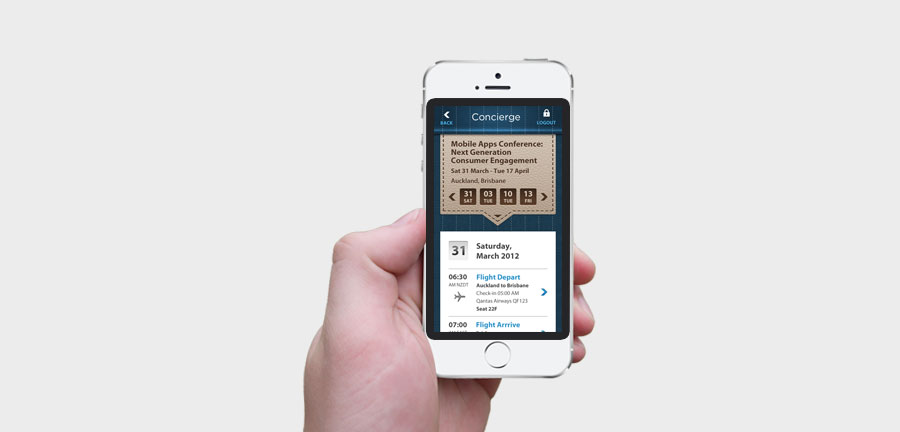 BACK
Concierge
LOGOUT
Mobile Apps Conference:
Next Generation
Consumer Engagement
Sat 31 March - Tue 17 April
Auckland, Brisbane
31 03 10 13
SAT TUE TUE FRI
31
Saturday,
March 2012
06:30 Flight Depart
AM NZDT Auckland to Brisbane
Check-in 05:00 AM
Qantas Airways QF123
Seat 22F
07:00 Flight Arrrive